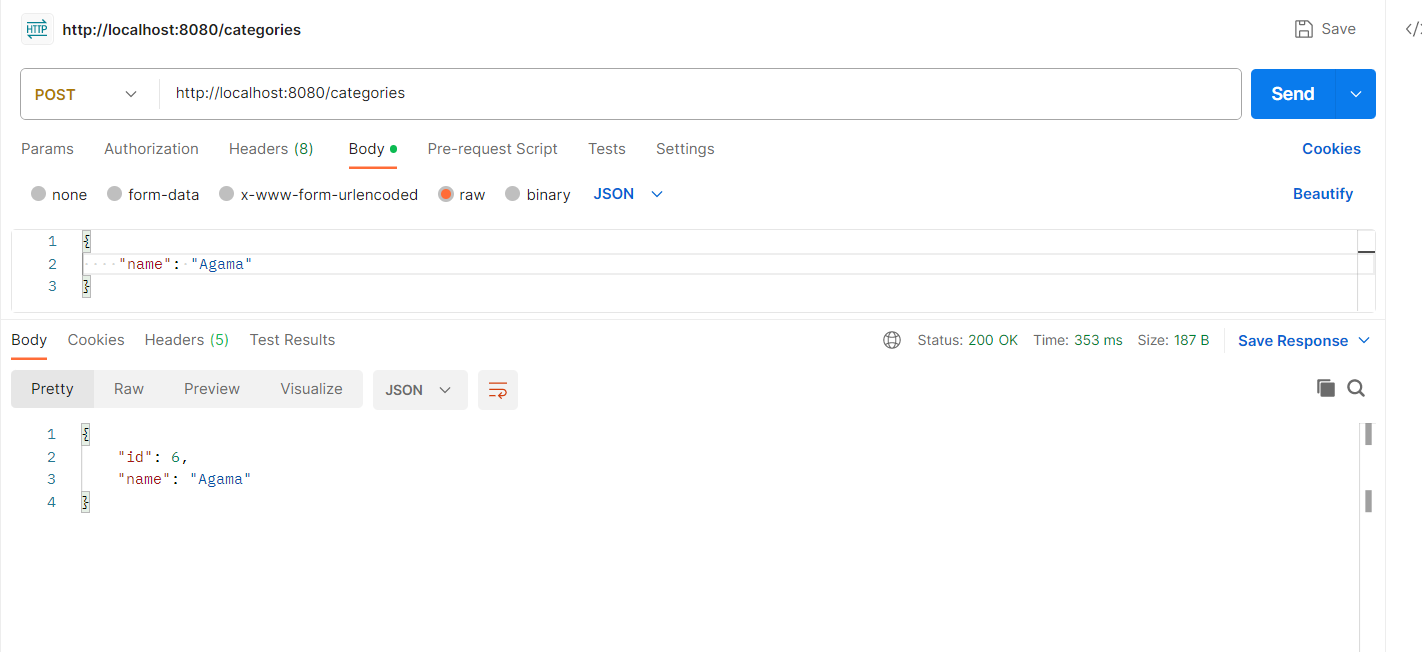 HTTP http://localhost:8080/categories Save </>
POST http://localhost:8080/categories Send
Params Authorization Headers (8) Body Pre-request Script Tests Settings Cookies
none form-data x-www-form-urlencoded raw binary JSON Beautify
1 {
2 ····"name":·"Agama"
3 }
Body Cookies Headers (5) Test Results Status: 200 OK Time: 353 ms Size: 187 B Save Response
Pretty Raw Preview Visualize JSON
1 {
2 "id": 6,
3 "name": "Agama"
4 }